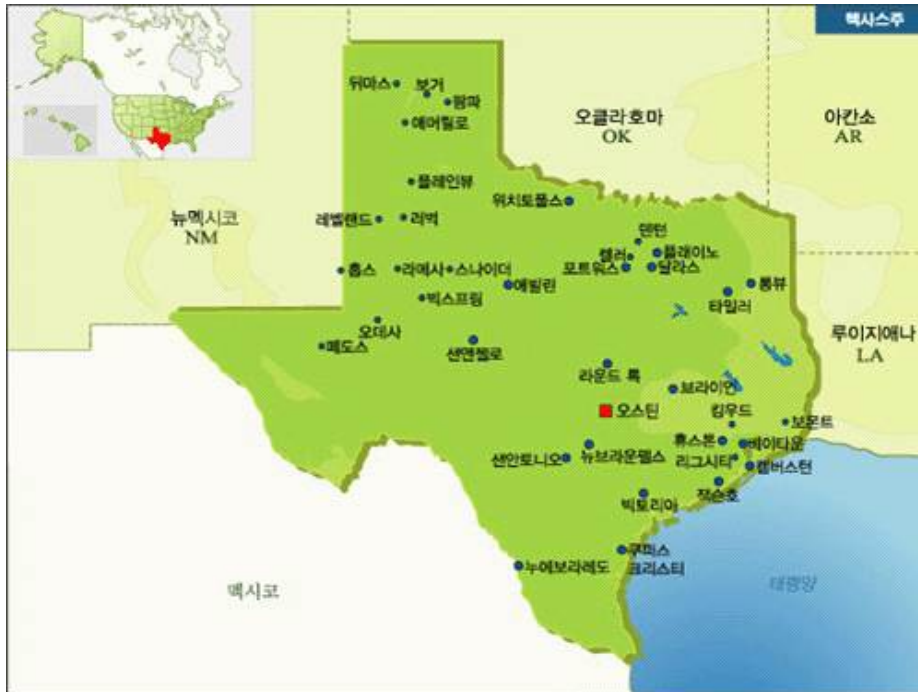 텍사스주
뒤마스
보거
팜파
애머릴로
오클라호마
OK
아칸소
AR
플레인뷰
위치토폴스
뉴멕시코
NM
레벨랜드
러벅
덴턴
플래이노
켈러
포트워스
달라스
홉스
라메사
스나이더
애빌린
롱뷰
빅스프링
타일러
오데사
페도스
샌앤젤로
루이지애나
LA
라운드 록
브라이언
오스틴
킹우드
보몬트
휴스톤
베이타운
샌안토니오
뉴브라운펠스
리그시티
갤버스턴
잭슨호
빅토리아
누에보라레도
쿠퍼스
크리스티
멕시코
태평양